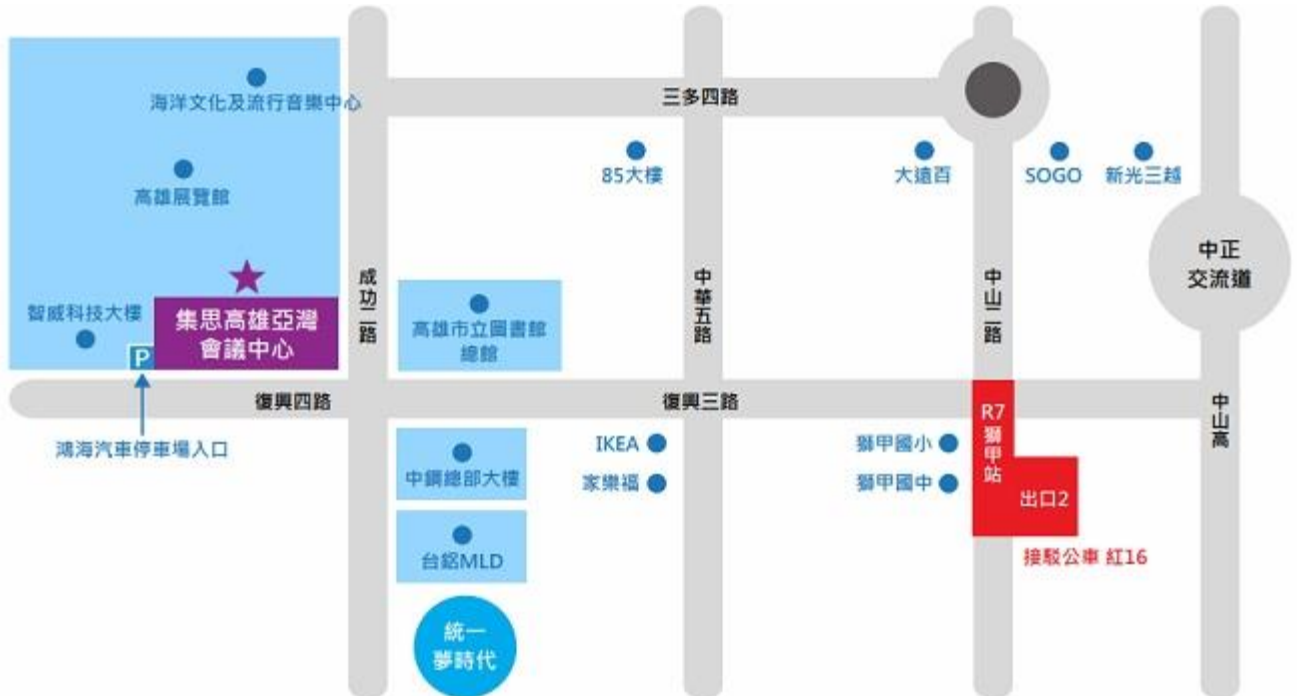 海洋文化及流行音樂中心
三多四路
高雄展覽館
85大樓
大遠百
SOGO
新光三越
中正
交流道
成功二路
中華五路
中山二路
智威科技大樓
P
集思高雄亞灣
會議中心
高雄市立圖書館
總館
復興四路
復興三路
中山高
鴻海汽車停車場入口
中鋼總部大樓
IKEA
家樂福
獅甲國小
獅甲國中
R7
獅甲站
出口2
接駁公車 紅16
台鋁MLD
統一
夢時代